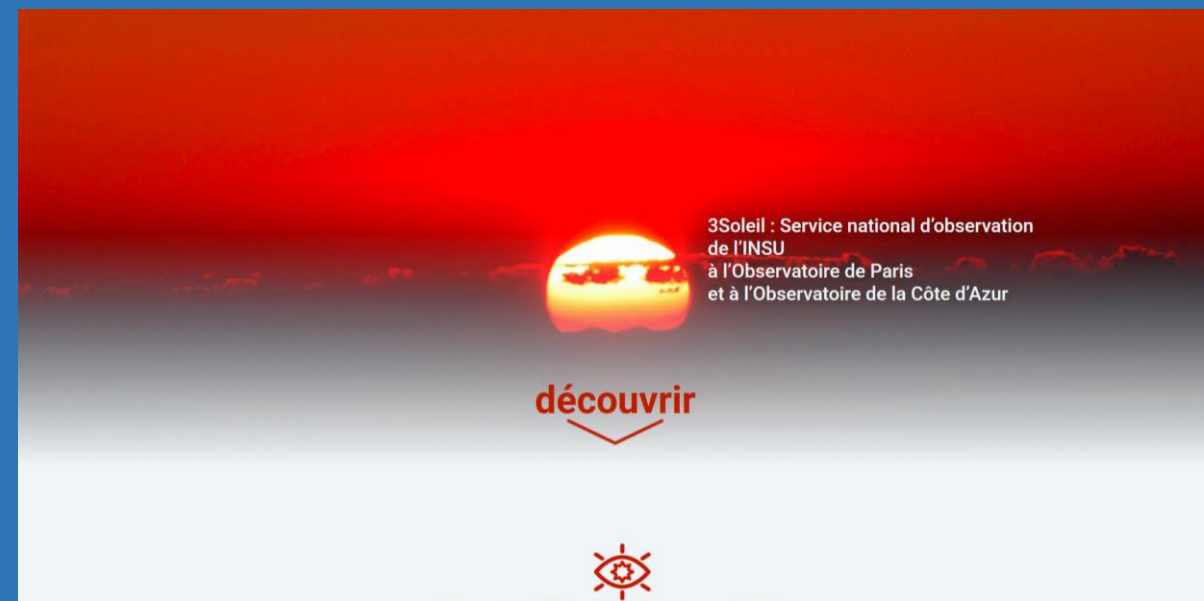 3Soleil : Service national d’observation
de l’INSU
à l’Observatoire de Paris
et à l’Observatoire de la Côte d’Azur
découvrir